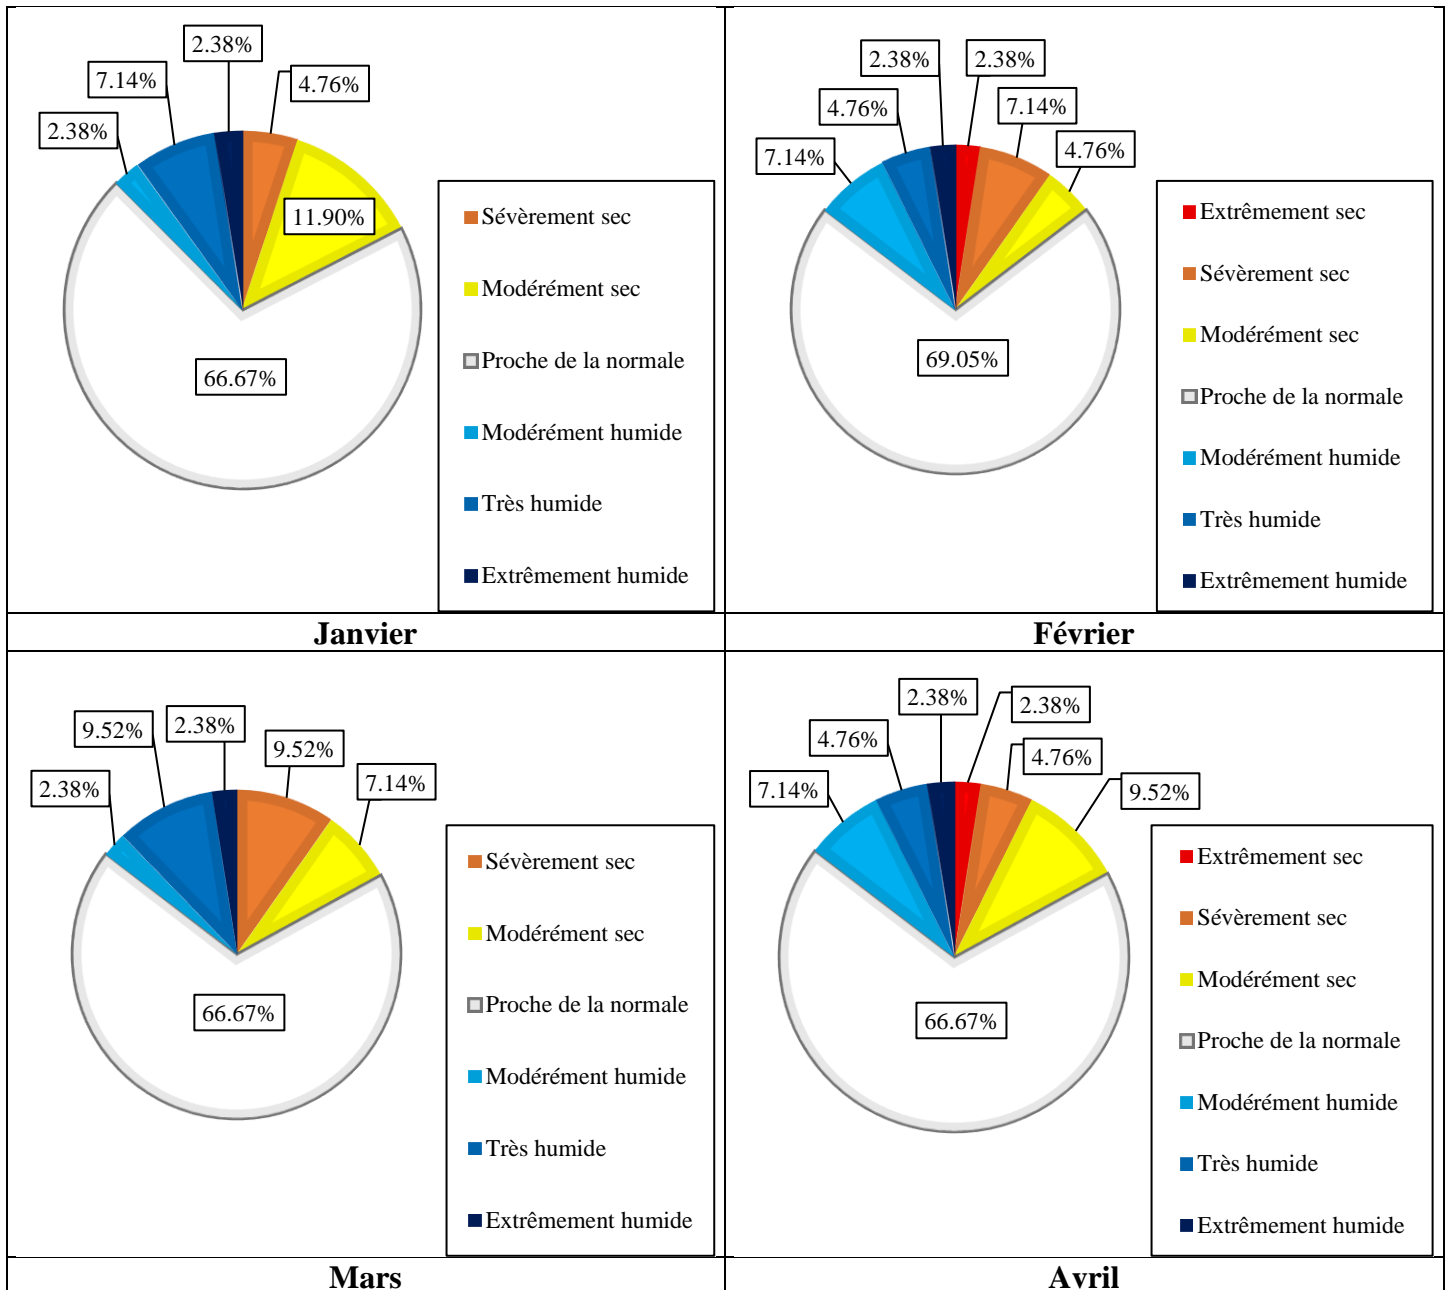 2.38%
4.76%
7.14%
2.38%
11.90%
66.67%
Sévèrement sec
Modérément sec
Proche de la normale
Modérément humide
Très humide
Extrêmement humide
Janvier
2.38%
2.38%
4.76%
7.14%
7.14%
4.76%
69.05%
Extrêmement sec
Sévèrement sec
Modérément sec
Proche de la normale
Modérément humide
Très humide
Extrêmement humide
Février
9.52%
2.38%
9.52%
2.38%
7.14%
66.67%
Sévèrement sec
Modérément sec
Proche de la normale
Modérément humide
Très humide
Extrêmement humide
Mars
2.38%
2.38%
4.76%
4.76%
7.14%
9.52%
66.67%
Extrêmement sec
Sévèrement sec
Modérément sec
Proche de la normale
Modérément humide
Très humide
Extrêmement humide
Avril